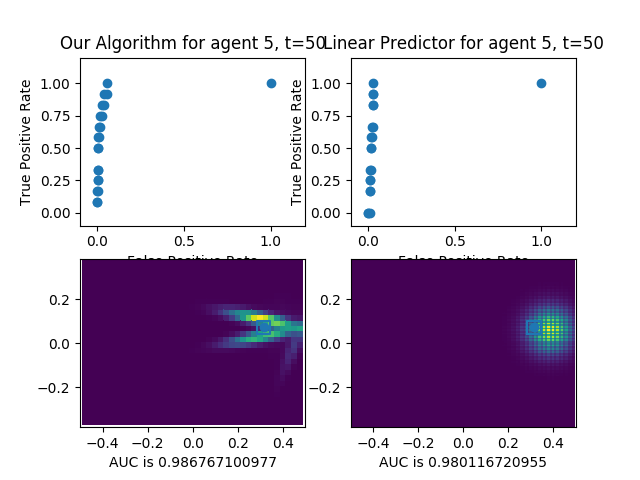 Our Algorithm for agent 5, t=50
Linear Predictor for agent 5, t=50
True Positive Rate
1.00
0.75
0.50
0.25
0.00
0.0 0.5 1.0
False Positive Rate
True Positive Rate
1.00
0.75
0.50
0.25
0.00
0.0 0.5 1.0
False Positive Rate
0.2
0.0
−0.2
−0.4 −0.2 0.0 0.2 0.4
AUC is 0.986767100977
0.2
0.0
−0.2
−0.4 −0.2 0.0 0.2 0.4
AUC is 0.980116720955